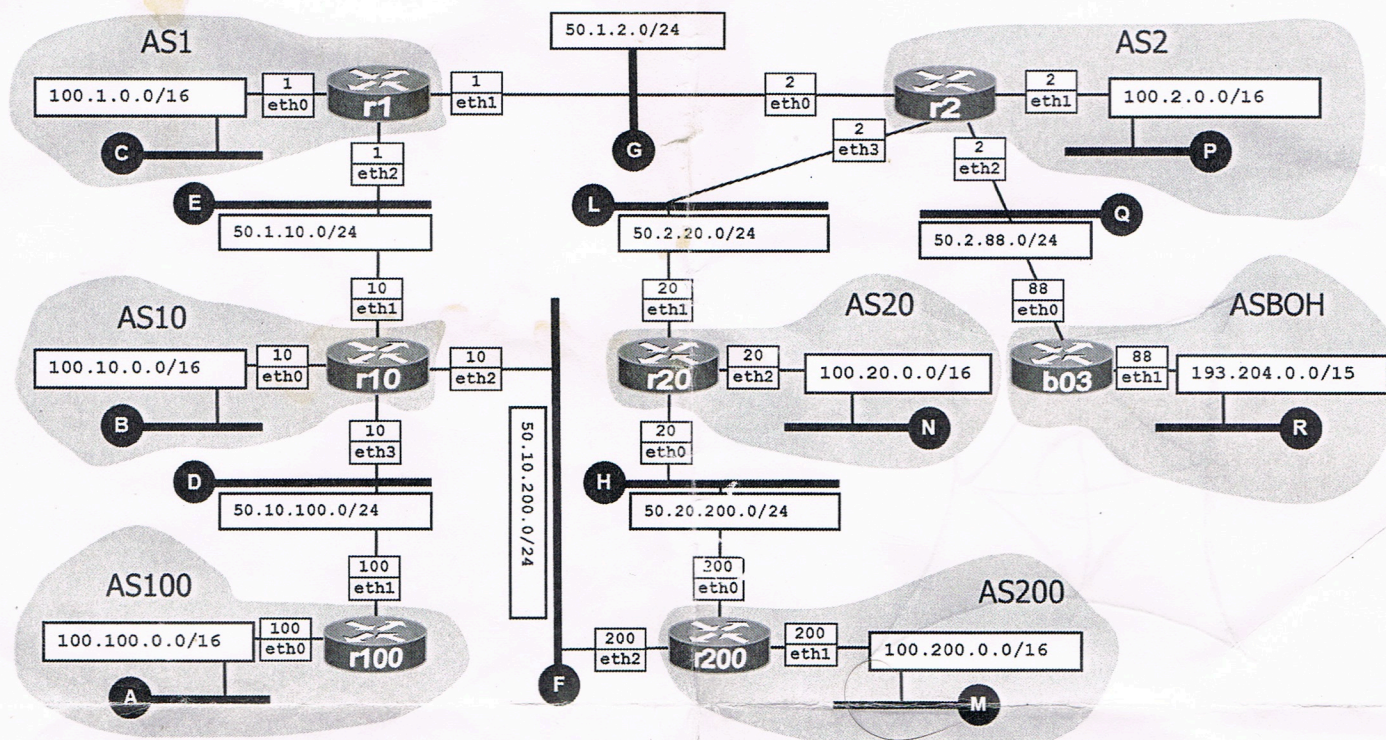 50.1.2.0/24
AS1
AS2
100.1.0.0/16
1
eth0
r1
1
eth1
2
eth0
r2
2
eth1
100.2.0.0/16
C
1
eth2
G
2
eth3
2
eth2
P
E
50.1.10.0/24
L
50.2.20.0/24
Q
50.2.88.0/24
10
eth1
20
eth1
88
eth0
AS10
AS20
ASBOH
100.10.0.0/16
10
eth0
r10
10
eth2
r20
20
eth2
100.20.0.0/16
b03
88
eth1
193.204.0.0/15
B
10
eth3
20
eth0
N
R
D
50.10.100.0/24
50.10.200.0/24
H
50.20.200.0/24
100
eth1
200
eth0
AS100
AS200
100.100.0.0/16
100
eth0
r100
200
eth2
r200
200
eth1
100.200.0.0/16
A
F
M